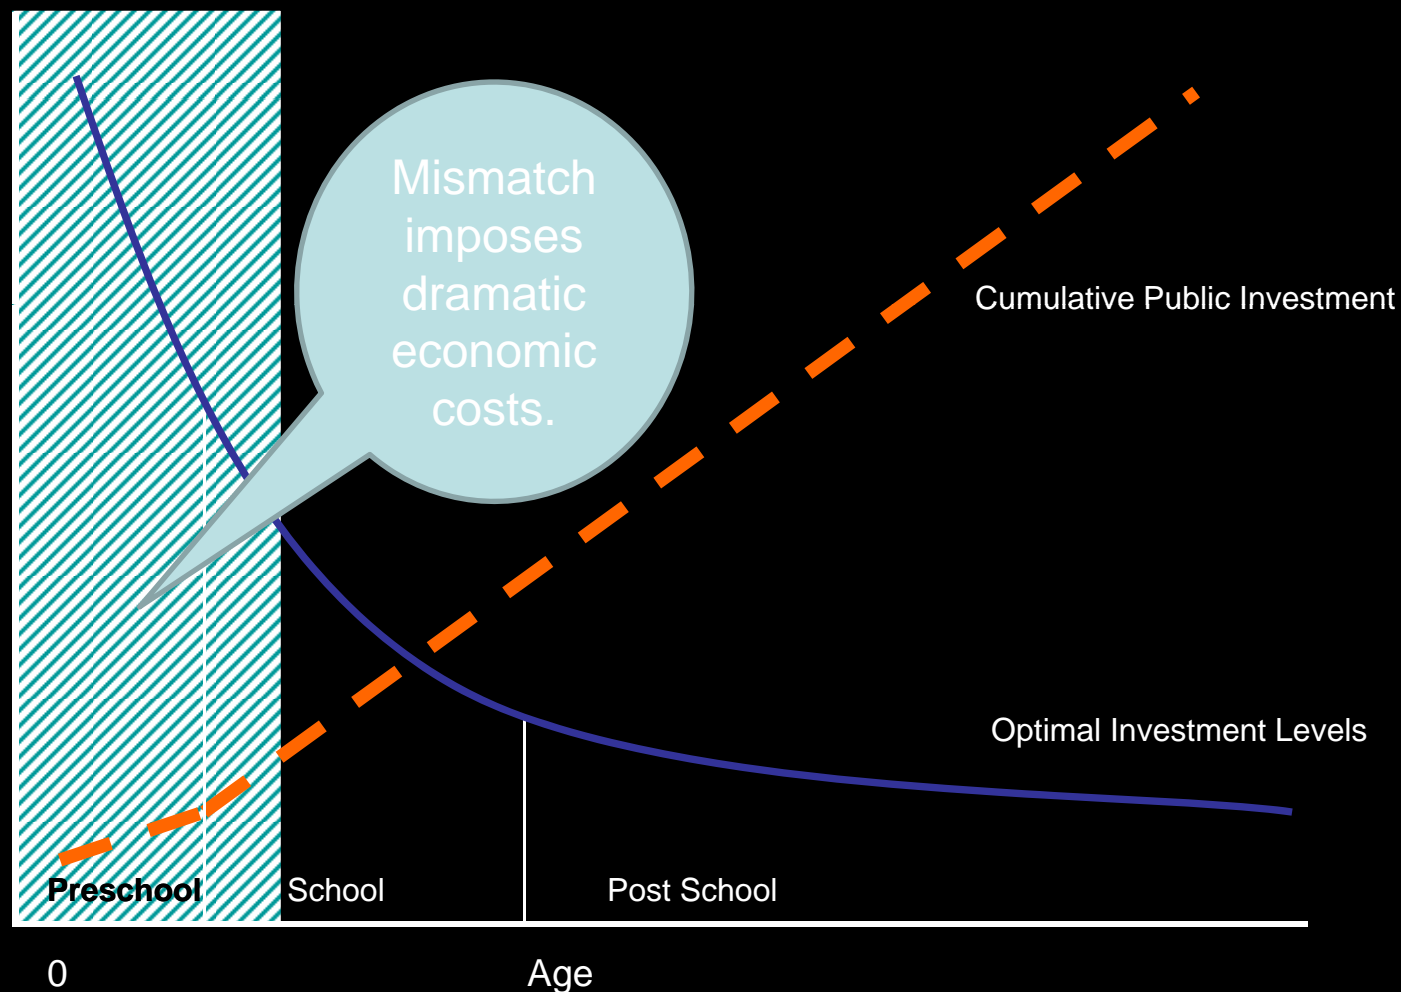 Mismatch
imposes
dramatic
economic
costs.
Cumulative Public Investment
Optimal Investment Levels
Preschool
School
Post School
0
Age